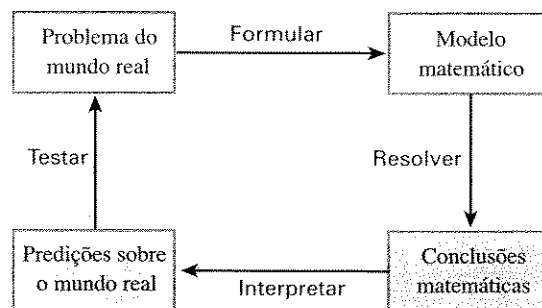 Problema do
mundo real
Formular
Modelo
matemático
Testar
Resolver
Predições sobre
o mundo real
Interpretar
Conclusões
matemáticas